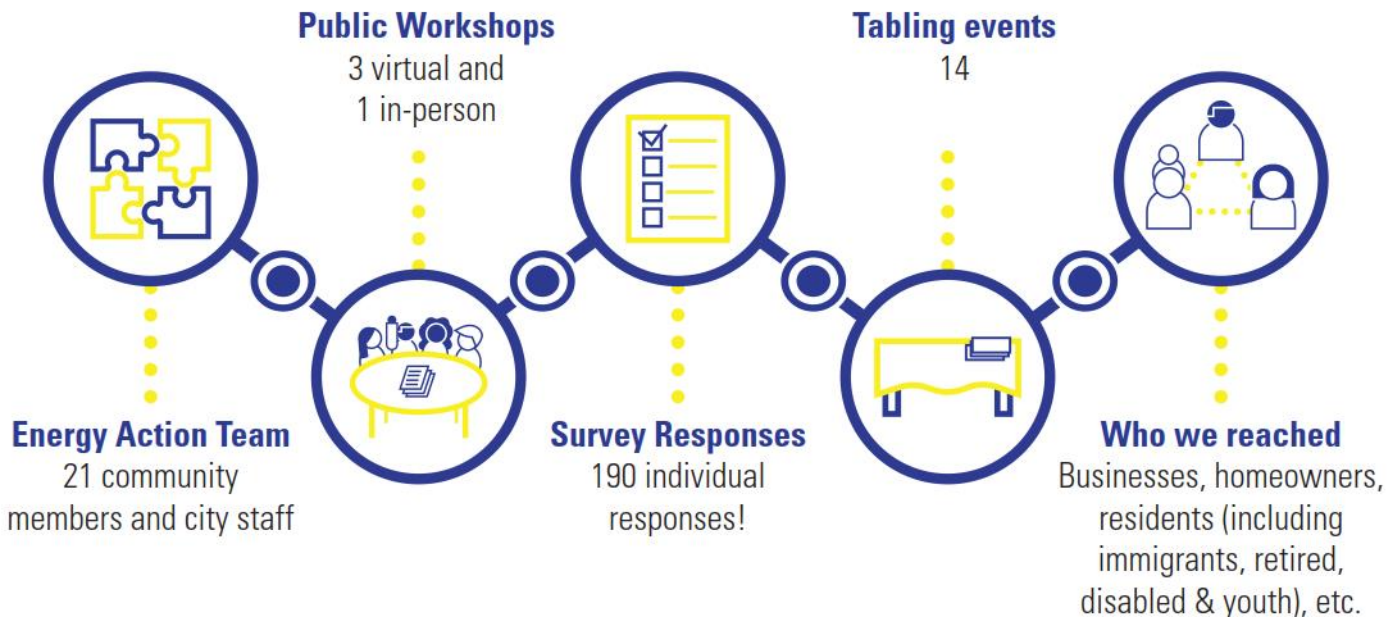 Public Workshops
3 virtual and
1 in-person
Tabling events
14
Energy Action Team
21 community
members and city staff
Survey Responses
190 individual
responses!
Who we reached
Businesses, homeowners,
residents (including
immigrants, retired,
disabled & youth), etc.